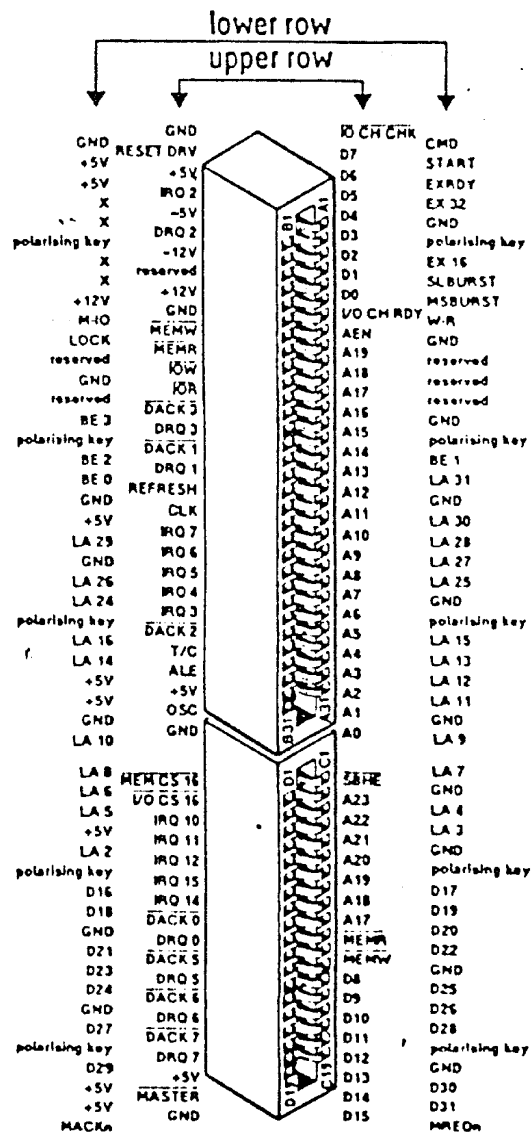 lower row
upper row
GND
+5V
+5V
X
X
polarising key
X
X
+12V
M-IO
LOCK
reserved
GND
reserved
BE 3
polarising key
BE 2
BE 0
GND
+5V
LA 29
GND
LA 26
LA 24
polarising key
LA 16
LA 14
+5V
+5V
GND
LA 10
LA 8
LA 6
LA 5
+5V
LA 2
polarising key
D16
D18
GND
D21
D23
D24
GND
D27
polarising key
D29
+5V
+5V
MACKn
GND
RESET DRV
+5V
IRQ 2
-5V
DRQ 2
-12V
reserved
+12V
GND
MEMW
MEMR
IOW
IOR
DACK 3
DRQ 3
DACK 1
DRQ 1
REFRESH
CLK
IRQ 7
IRQ 6
IRQ 5
IRQ 4
IRQ 3
DACK 2
T/C
ALE
+5V
OSC
GND
MEM CS 16
I/O CS 16
IRQ 10
IRQ 11
IRQ 12
IRQ 15
IRQ 14
DACK 0
DRQ 0
DACK 5
DRQ 5
DACK 6
DRQ 6
DACK 7
DRQ 7
+5V
MASTER
GND
B1
A1
B31
A31
D1
C1
C19
IO CH CHK
D7
D6
D5
D4
D3
D2
D1
D0
I/O CH RDY
AEN
A19
A18
A17
A16
A15
A14
A13
A12
A11
A10
A9
A8
A7
A6
A5
A4
A3
A2
A1
A0
SBHE
A23
A22
A21
A20
A19
A18
A17
MEMR
MEMW
D8
D9
D10
D11
D12
D13
D14
D15
CMD
START
EXRDY
EX 32
GND
polarising key
EX 16
SLBURST
MSBURST
W-R
GND
reserved
reserved
reserved
GND
polarising key
BE 1
LA 31
GND
LA 30
LA 28
LA 27
LA 25
GND
polarising key
LA 15
LA 13
LA 12
LA 11
GND
LA 9
LA 7
GND
LA 4
LA 3
GND
polarising key
D17
D19
D20
D22
GND
D25
D26
D28
polarising key
GND
D30
D31
MREQn